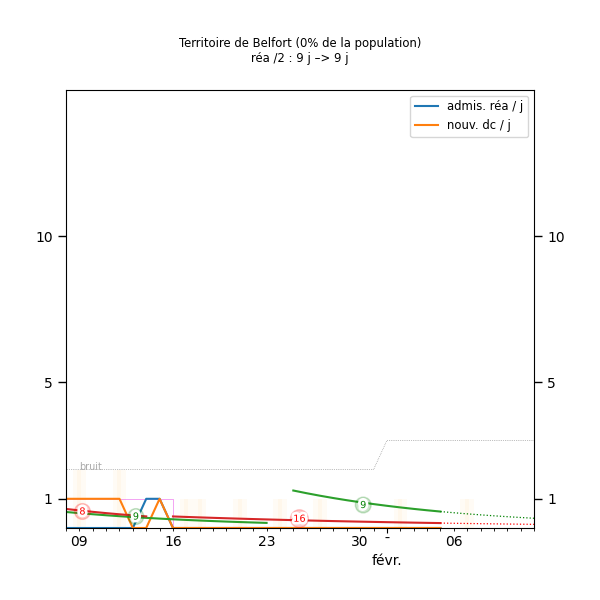 Territoire de Belfort (0% de la population)
réa /2 : 9 j –> 9 j
admis. réa / j
nouv. dc / j
10 10
5 5
bruit
1 1
8 9 16 9
09 16 23 30 - 06
févr.